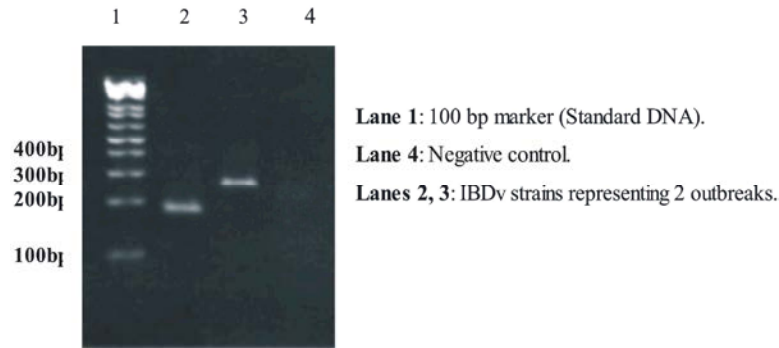 1 2 3 4
Lane 1: 100 bp marker (Standard DNA).
Lane 4: Negative control.
Lanes 2, 3: IBDv strains representing 2 outbreaks.
400bp
300bp
200bp
100bp